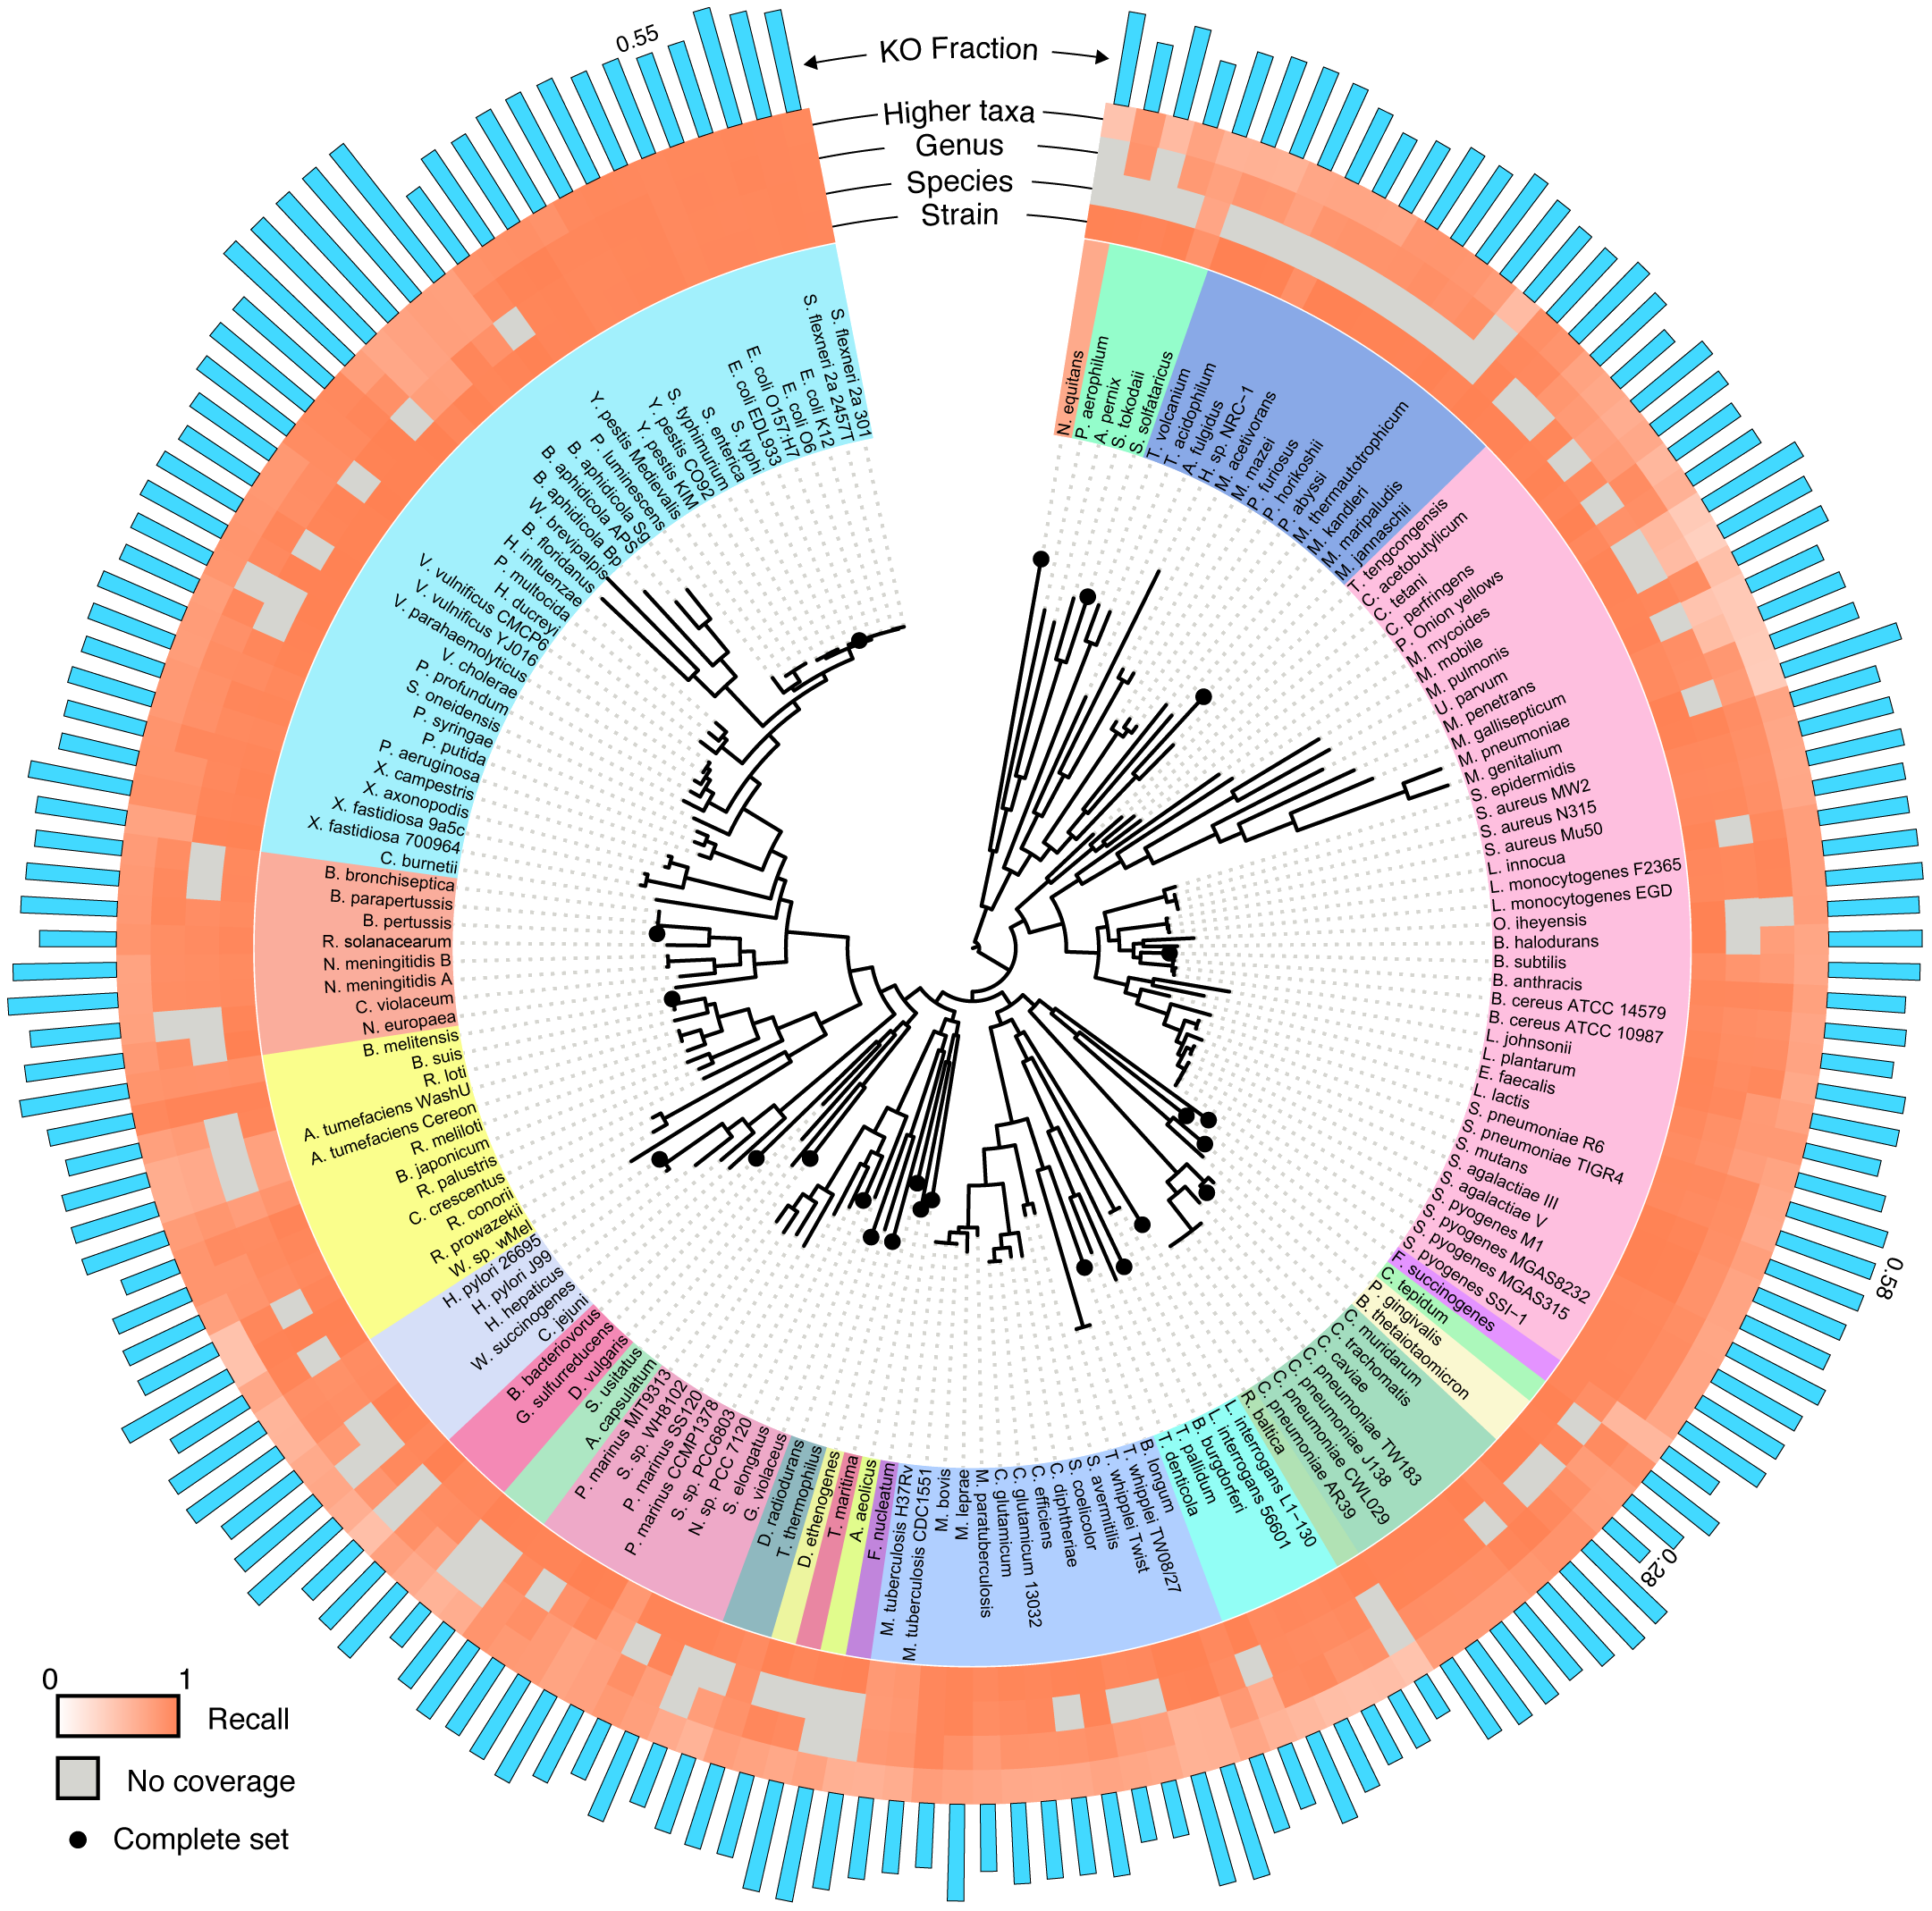 0.55
KO Fraction
Higher taxa
Genus
Species
Strain
N. equitans
P. aerophilum
A. pernix
S. tokodaii
S. solfataricus
T. volcanium
T. acidophilum
A. fulgidus
H. sp. NRC−1
M. acetivorans
M. mazei
P. furiosus
P. horikoshii
P. abyssi
M. thermautotrophicum
M. kandleri
M. maripaludis
M. jannaschii
T. tengcongensis
C. acetobutylicum
C. tetani
C. perfringens
P. Onion yellows
M. mycoides
M. mobile
M. pulmonis
U. parvum
M. penetrans
M. gallisepticum
M. pneumoniae
M. genitalium
S. epidermidis
S. aureus MW2
S. aureus N315
S. aureus Mu50
L. innocua
L. monocytogenes F2365
L. monocytogenes EGD
O. iheyensis
B. halodurans
B. subtilis
B. anthracis
B. cereus ATCC 14579
B. cereus ATCC 10987
L. johnsonii
L. plantarum
E. faecalis
L. lactis
S. pneumoniae R6
S. pneumoniae TIGR4
S. mutans
S. agalactiae III
S. agalactiae V
S. pyogenes M1
S. pyogenes MGAS8232
S. pyogenes MGAS315
S. pyogenes SSI−1
F. succinogenes
C. tepidum
P. gingivalis
B. thetaiotaomicron
C. muridarum
C. trachomatis
C. caviae
C. pneumoniae TW183
C. pneumoniae J138
C. pneumoniae CWL029
C. pneumoniae AR39
R. baltica
L. interrogans L1−130
L. interrogans 56601
B. burgdorferi
T. pallidum
T. denticola
B. longum
T. whipplei TW08/27
T. whipplei Twist
S avermitilis
S. coelicolor
C. diphtheriae
C. efficiens
C. glutamicum 13032
C. glutamicum
M. paratuberculosis
M. leprae
M. bovis
M. tuberculosis CDC1551
M. tuberculosis H37Rv
F. nucleatum
A. aeolicus
T. maritima
D. ethenogenes
T. thermophilus
D. radiodurans
G. violaceus
S. elongatus
N. sp. PCC 7120
S. sp. PCC6803
P. marinus CCMP1378
P. marinus SS120
S. sp. WH8102
P. marinus MIT9313
A. capsulatum
S. usitatus
D. vulgaris
G. sulfurreducens
B. bacteriovorus
C. jejuni
W. succinogenes
H. hepaticus
H. pylori J99
H. pylori 26695
W. sp. wMel
R. prowazekii
R. conorii
C. crescentus
R. palustris
B. japonicum
R. meliloti
A. tumefaciens Cereon
A. tumefaciens WashU
R. loti
B. suis
B. melitensis
N. europaea
C. violaceum
N. meningitidis A
N. meningitidis B
R. solanacearum
B. pertussis
B. parapertussis
B. bronchiseptica
C. burnetii
X. fastidiosa 700964
X. fastidiosa 9a5c
X. axonopodis
X. campestris
P. aeruginosa
P. putida
P. syringae
S. oneidensis
P. profundum
V. cholerae
V. parahaemolyticus
V. vulnificus YJ016
V. vulnificus CMCP6
H. ducreyi
P. multocida
H. influenzae
B. floridanus
W. brevipalpis
B. aphidicola Bp
B. aphidicola APS
B. aphidicola Sg
P. luminescens
Y. pestis Medievalis
Y. pestis KIM
Y. pestis CO92
S. typhimurium
S. enterica
S. typhi
E. coli EDL933
E. coli O157:H7
E. coli O6
E. coli K12
S. flexneri 2a 2457T
S. flexneri 2a 301
0.58
0.28
0 1
Recall
No coverage
Complete set